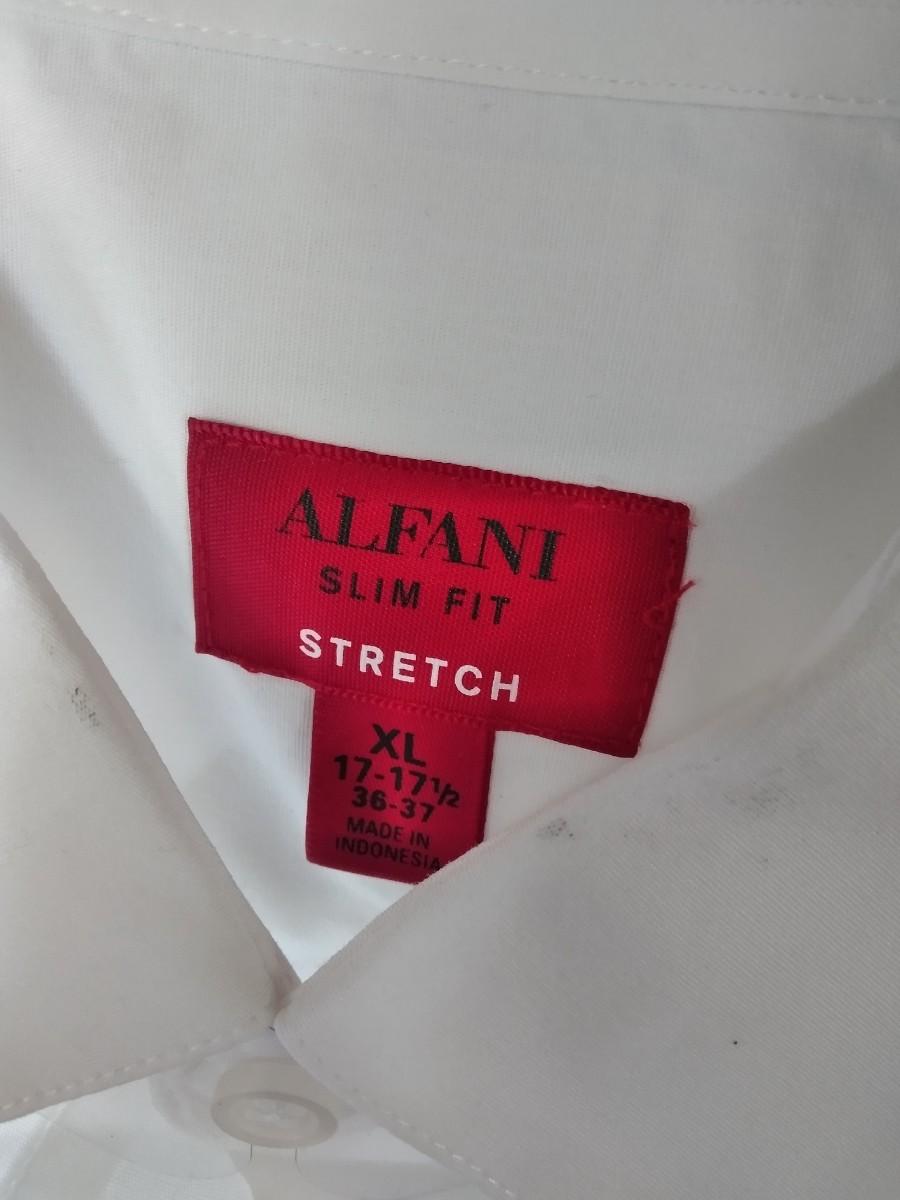 ALFANI
SLIM FIT
STRETCH
XL
17-17½
36-37
MADE IN
INDONESIA